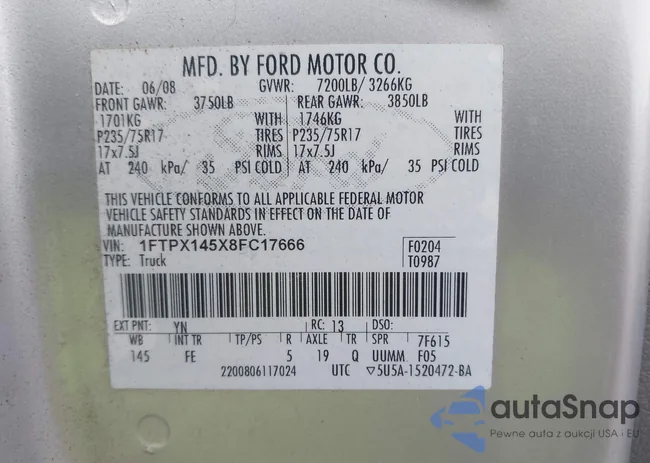 MFD. BY FORD MOTOR CO.
DATE: 06/08 GVWR: 7200LB/ 3266KG
FRONT GAWR: 3750LB REAR GAWR: 3850LB
1701KG WITH 1746KG WITH
P235/75R17 TIRES P235/75R17 TIRES
17x7.5J RIMS 17x7.5J RIMS
AT 240 kPa/ 35 PSI COLD AT 240 kPa/ 35 PSI COLD
THIS VEHICLE CONFORMS TO ALL APPLICABLE FEDERAL MOTOR
VEHICLE SAFETY STANDARDS IN EFFECT ON THE DATE OF
MANUFACTURE SHOWN ABOVE.
VIN: 1FTPX145X8FC17666 F0204
TYPE: Truck T0987
EXT PNT: YN RC: 13 DSO:
WB INT TR TP/PS R AXLE TR SPR 7F615
145 FE 5 19 Q UUMM F05
2200806117024 UTC ▽5U5A-1520472-BA
autaSnap
Pewne auta z aukcji USA i EU